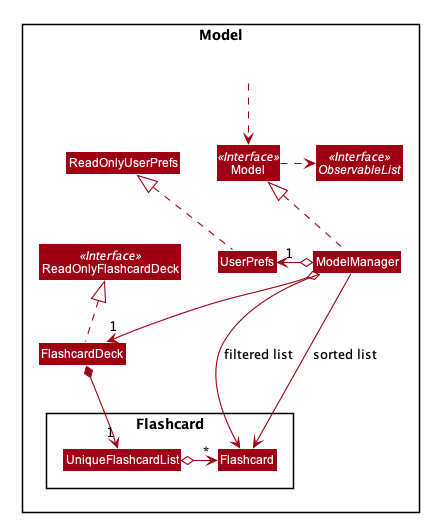 Model
ReadOnlyUserPrefs
«Interface»
Model
«Interface»
ObservableList
«Interface»
ReadOnlyFlashcardDeck
UserPrefs
1
ModelManager
1
FlashcardDeck
filtered list
sorted list
Flashcard
1
UniqueFlashcardList
*
Flashcard